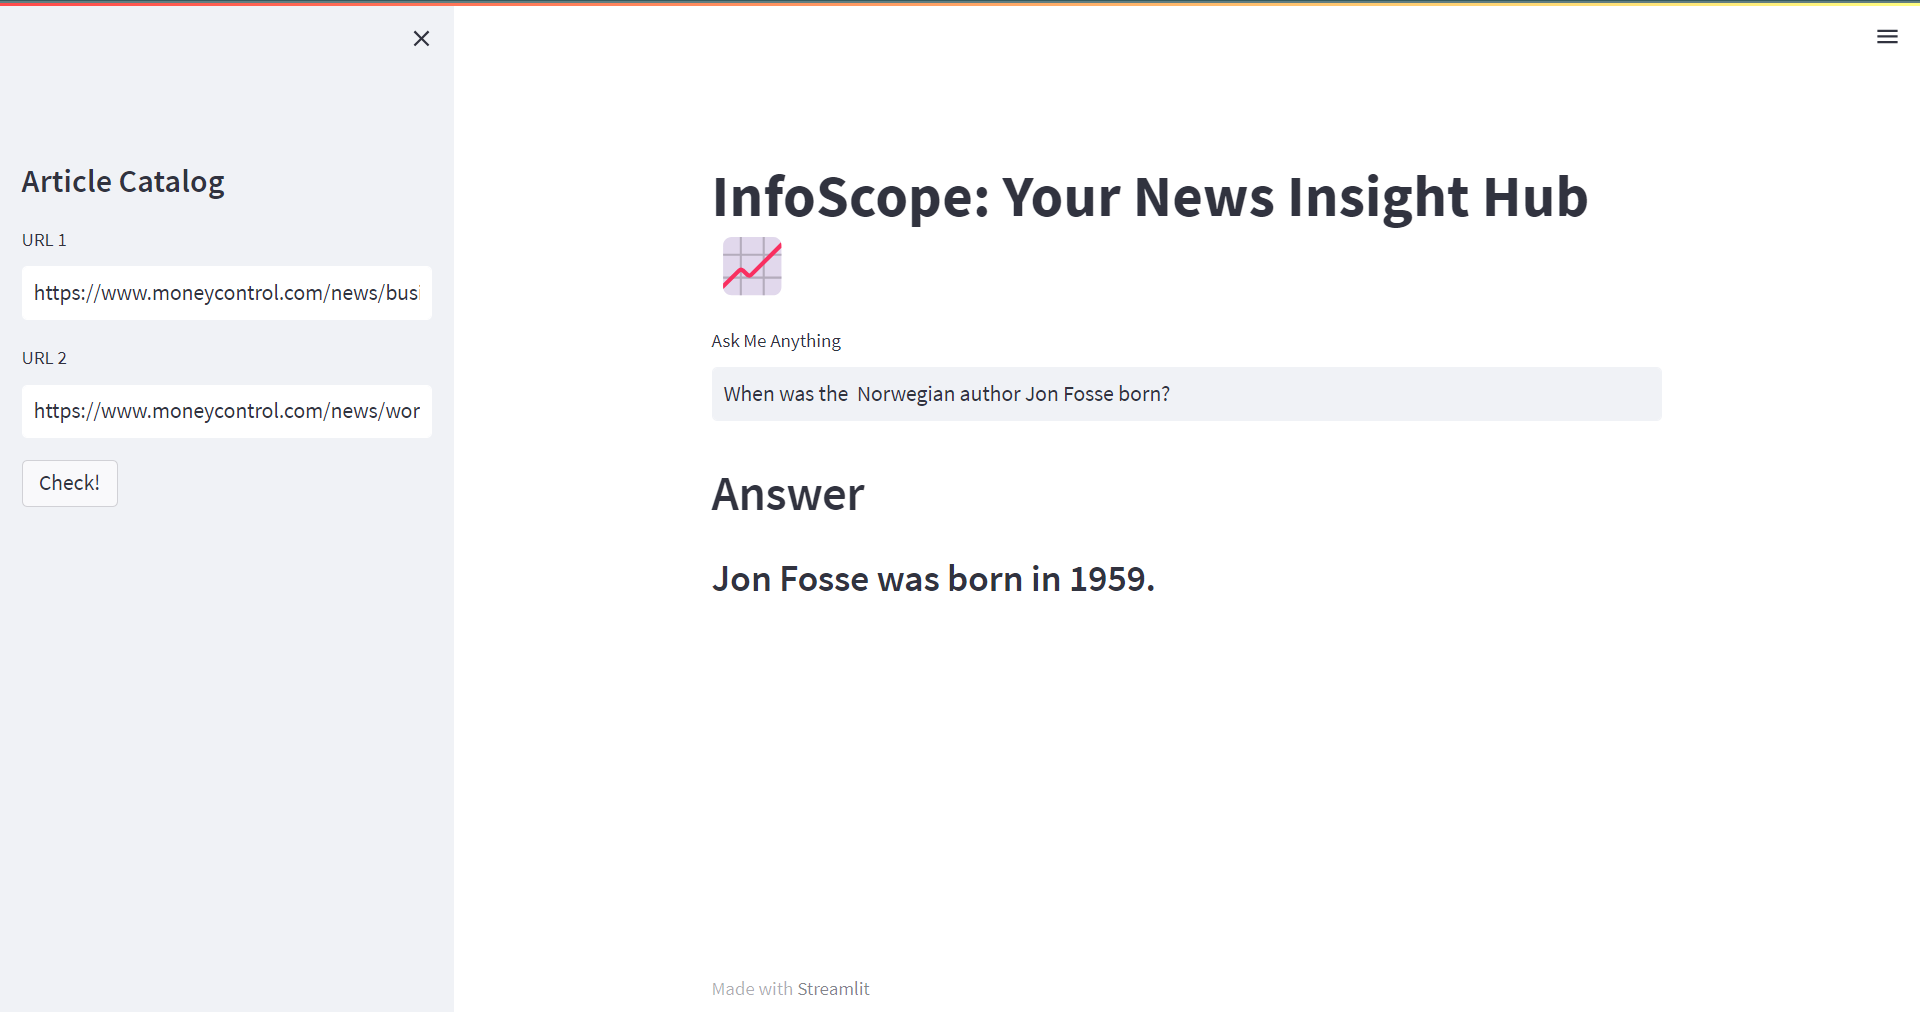 Article Catalog
URL 1
https://www.moneycontrol.com/news/busi
URL 2
https://www.moneycontrol.com/news/wor
Check!
InfoScope: Your News Insight Hub
Ask Me Anything
When was the  Norwegian author Jon Fosse born?
Answer
Jon Fosse was born in 1959.
Made with Streamlit